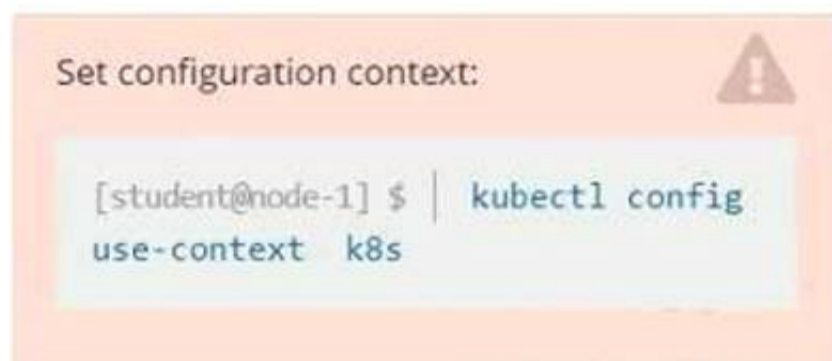 Set configuration context:
[student@node-1] $ | kubectl config
use-context k8s